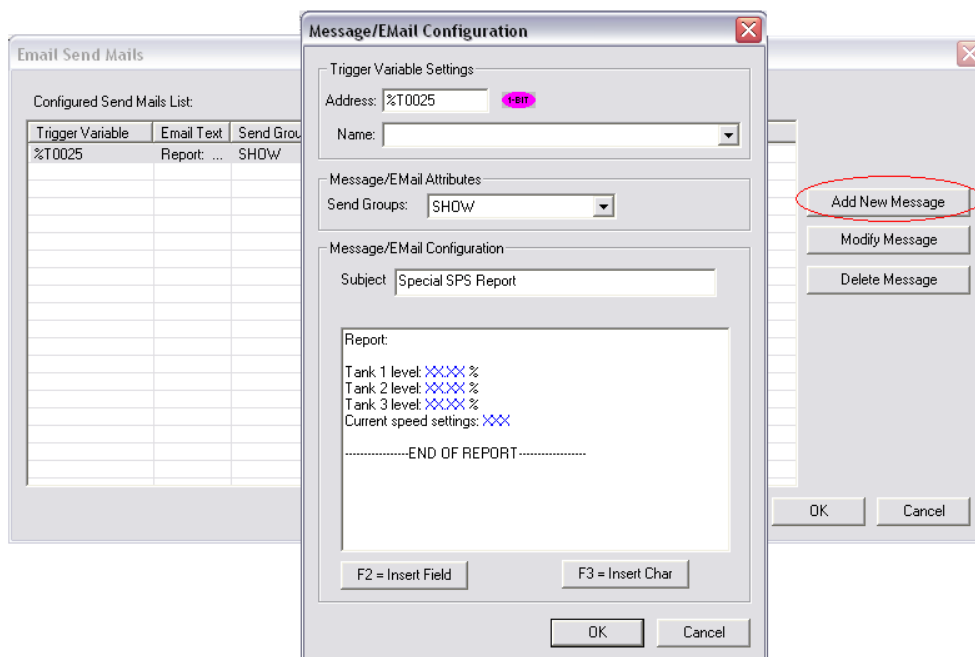 Email Send Mails
Configured Send Mails List:
Trigger Variable Email Text Send Grou
%T0025 Report: ... SHOW
Add New Message
Modify Message
Delete Message
OK Cancel
Message/EMail Configuration
Trigger Variable Settings
Address: %T0025 1-BIT
Name:
Message/EMail Attributes
Send Groups: SHOW
Message/EMail Configuration
Subject Special SPS Report
Report:
Tank 1 level: XX.XX %
Tank 2 level: XX.XX %
Tank 3 level: XX.XX %
Current speed settings: XXX
----------------END OF REPORT-----------------
F2 = Insert Field F3 = Insert Char
OK Cancel